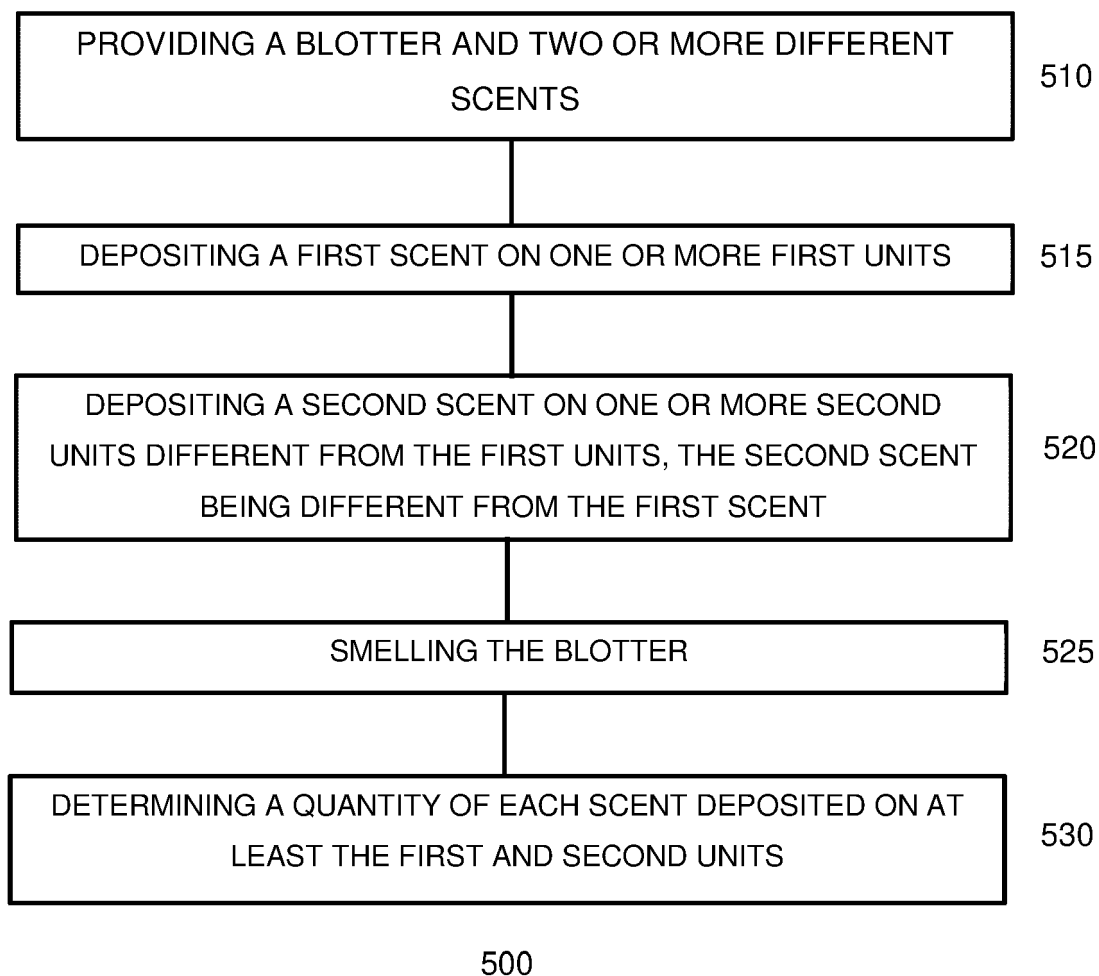 PROVIDING A BLOTTER AND TWO OR MORE DIFFERENT
SCENTS
510
DEPOSITING A FIRST SCENT ON ONE OR MORE FIRST UNITS
515
DEPOSITING A SECOND SCENT ON ONE OR MORE SECOND
UNITS DIFFERENT FROM THE FIRST UNITS, THE SECOND SCENT
BEING DIFFERENT FROM THE FIRST SCENT
520
SMELLING THE BLOTTER
525
DETERMINING A QUANTITY OF EACH SCENT DEPOSITED ON AT
LEAST THE FIRST AND SECOND UNITS
530
500